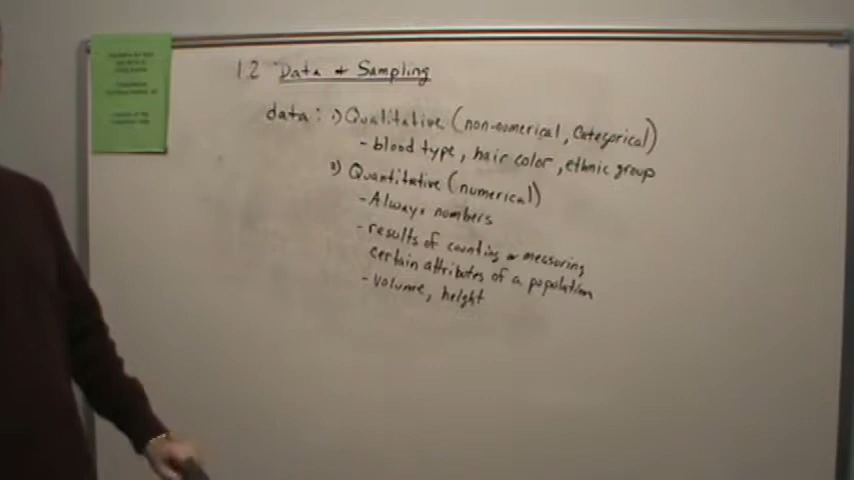 1.2 Data + Sampling
data: 1) Qualitative (non-numerical, Categorical)
- blood type, hair color, ethnic group
2) Quantitative (numerical)
- Always numbers
- results of counting or measuring
certain attributes of a population
- volume, height